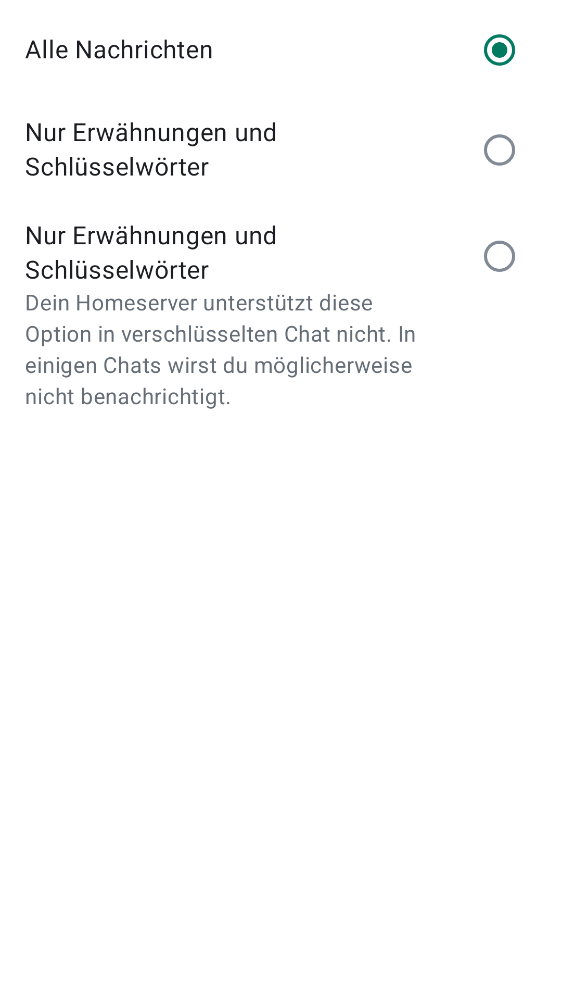 Alle Nachrichten
Nur Erwähnungen und
Schlüsselwörter
Nur Erwähnungen und
Schlüsselwörter
Dein Homeserver unterstützt diese
Option in verschlüsselten Chat nicht. In
einigen Chats wirst du möglicherweise
nicht benachrichtigt.